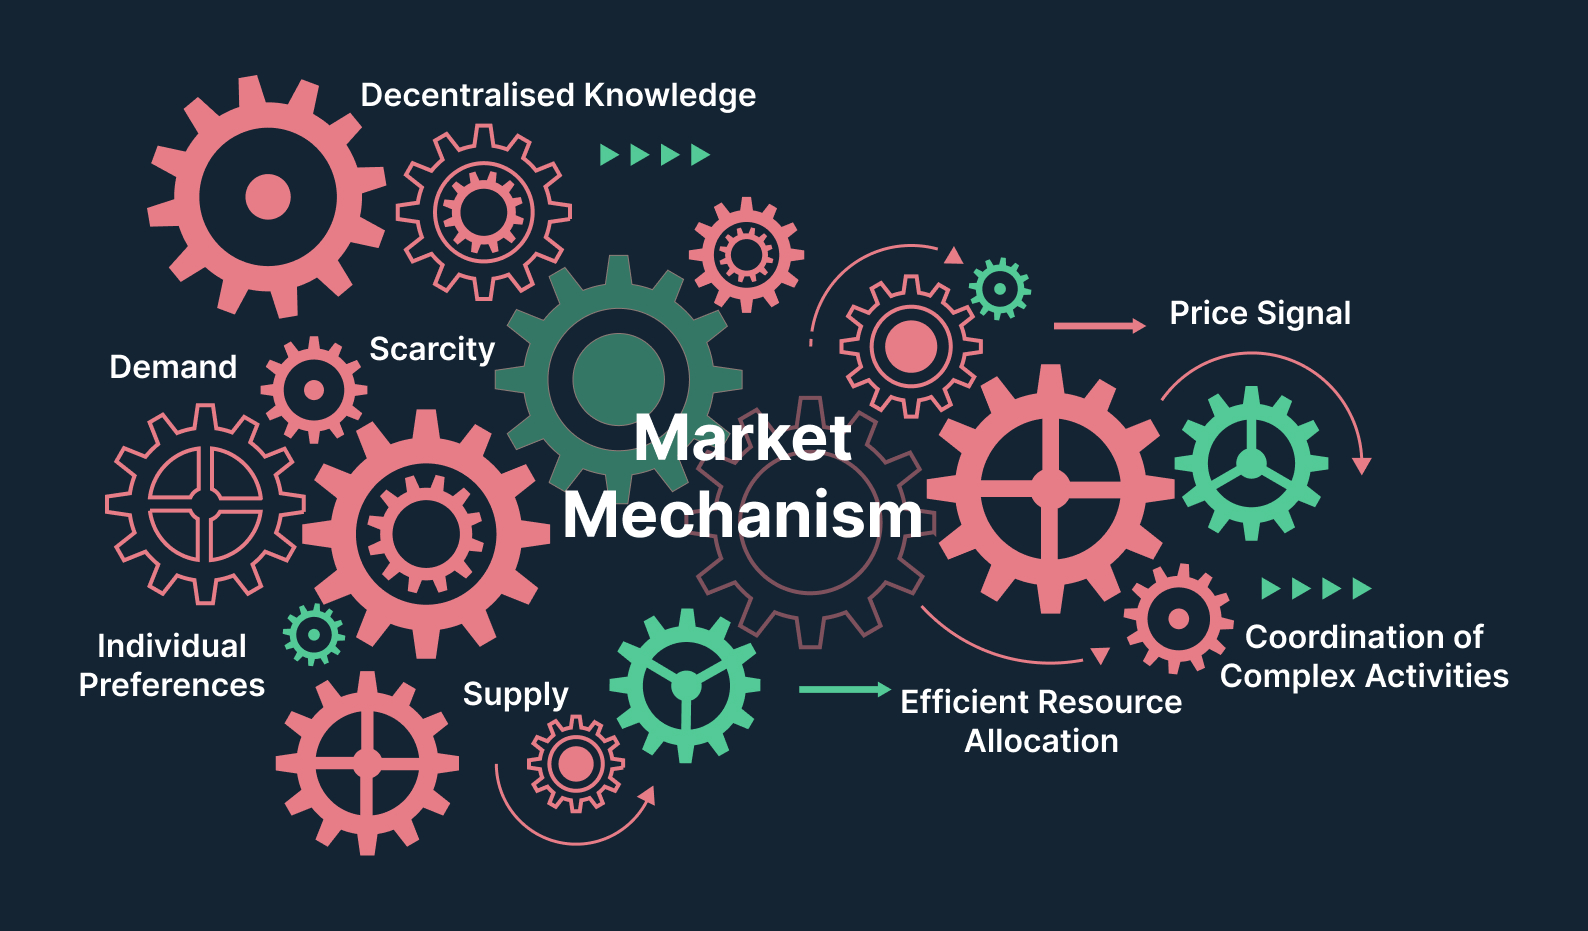 Decentralised Knowledge
Price Signal
Scarcity
Demand
Market
Mechanism
Individual
Preferences
Supply
Coordination of
Complex Activities
Efficient Resource
Allocation